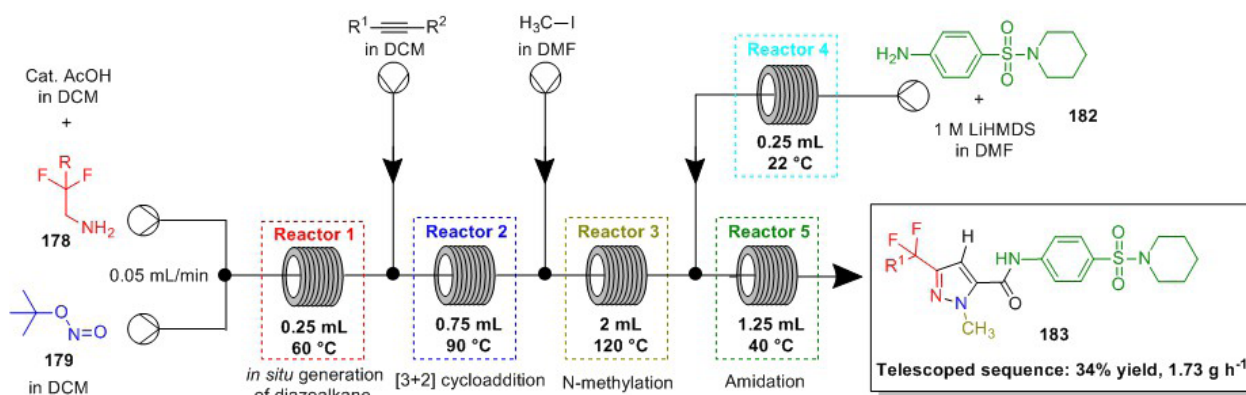 Cat. AcOH
in DCM
+
R
F F
NH2
178
0.05 mL/min
O
N=O
179
in DCM
R1 R2
in DCM
H3C–I
in DMF
Reactor 1
0.25 mL
60 °C
in situ generation
of diazoalkane
Reactor 2
0.75 mL
90 °C
[3+2] cycloaddition
Reactor 3
2 mL
120 °C
N-methylation
Reactor 4
0.25 mL
22 °C
H2N
O
S
O
N
+
182
1 M LiHMDS
in DMF
Reactor 5
1.25 mL
40 °C
Amidation
F
F
R1
H
HN
O
S
O
N
N
N
O
CH3
183
Telescoped sequence: 34% yield, 1.73 g h-1